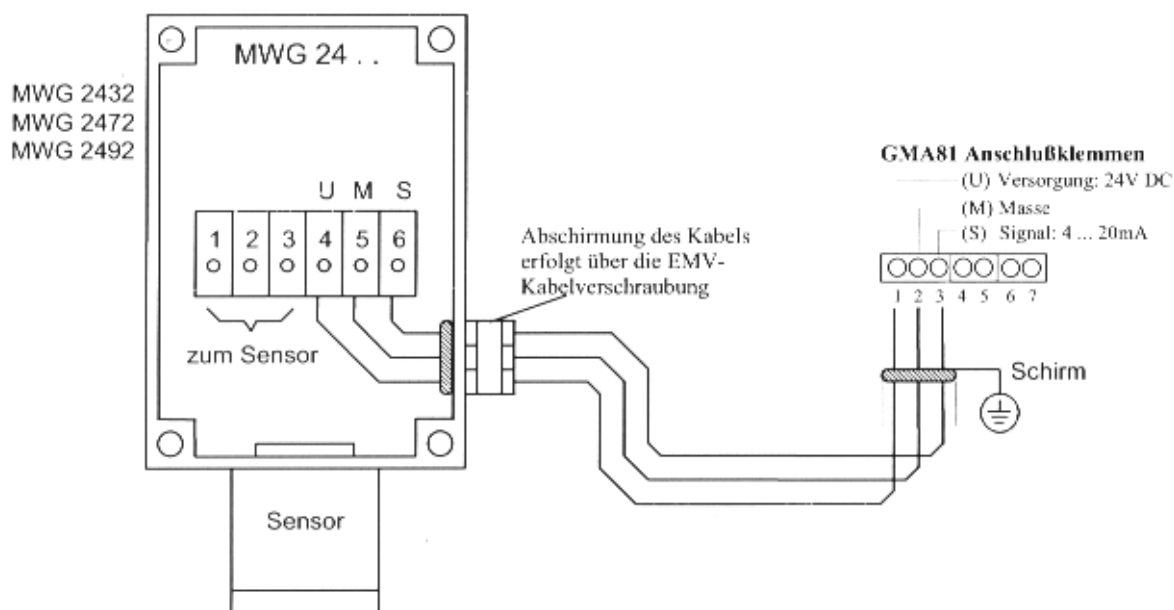 MWG 24 . .
MWG 2432
MWG 2472
MWG 2492
U M S
1 2 3 4 5 6
zum Sensor
Sensor
Abschirmung des Kabels
erfolgt über die EMV-
Kabelverschraubung
GMA81 Anschlußklemmen
(U) Versorgung: 24V DC
(M) Masse
(S) Signal: 4 ... 20mA
1 2 3 4 5 6 7
Schirm